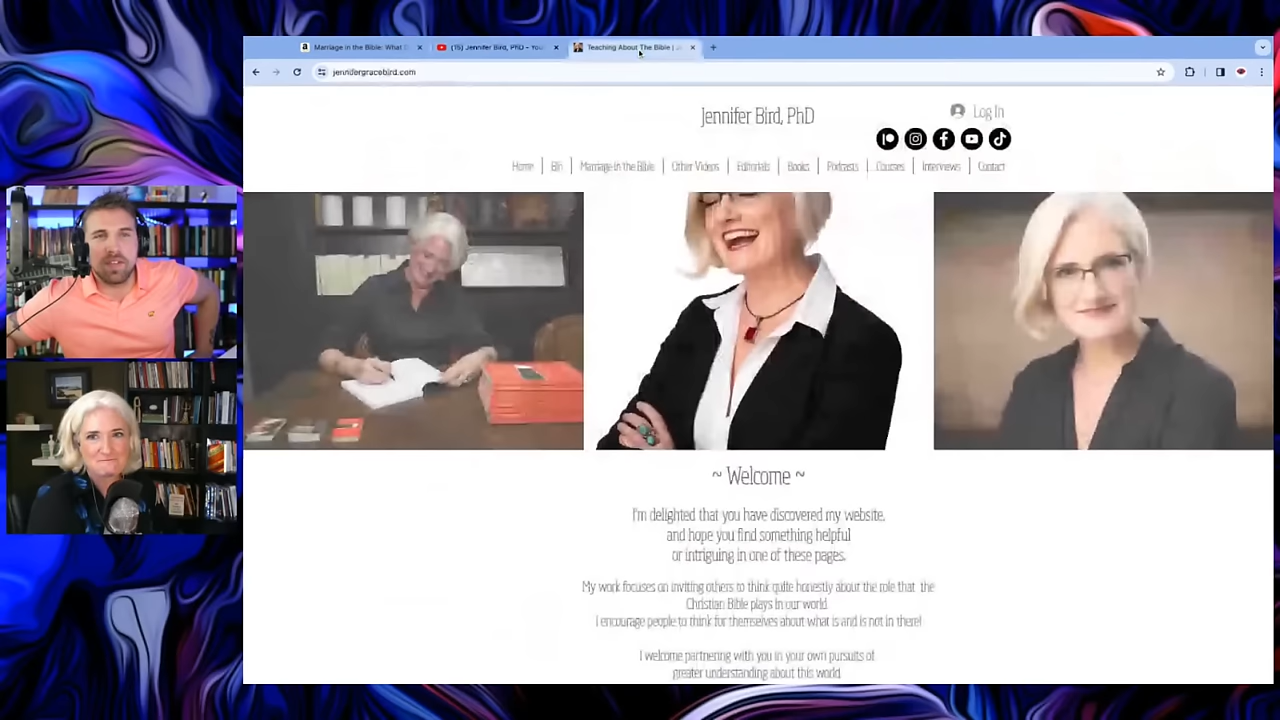 Marriage in the Bible: What D
(15) Jennifer Bird, PhD - You
Teaching About The Bible | Je
jennifergracebird.com
Jennifer Bird, PhD
Log In
Home | Bio | Marriage in the Bible | Other Videos | Editorials | Books | Podcasts | Courses | Interviews | Contact
~ Welcome ~
I'm delighted that you have discovered my website,
and hope you find something helpful
or intriguing in one of these pages.
My work focuses on inviting others to think quite honestly about the role that the
Christian Bible plays in our world.
I encourage people to think for themselves about what is and is not in there!
I welcome partnering with you in your own pursuits of
greater understanding about this world